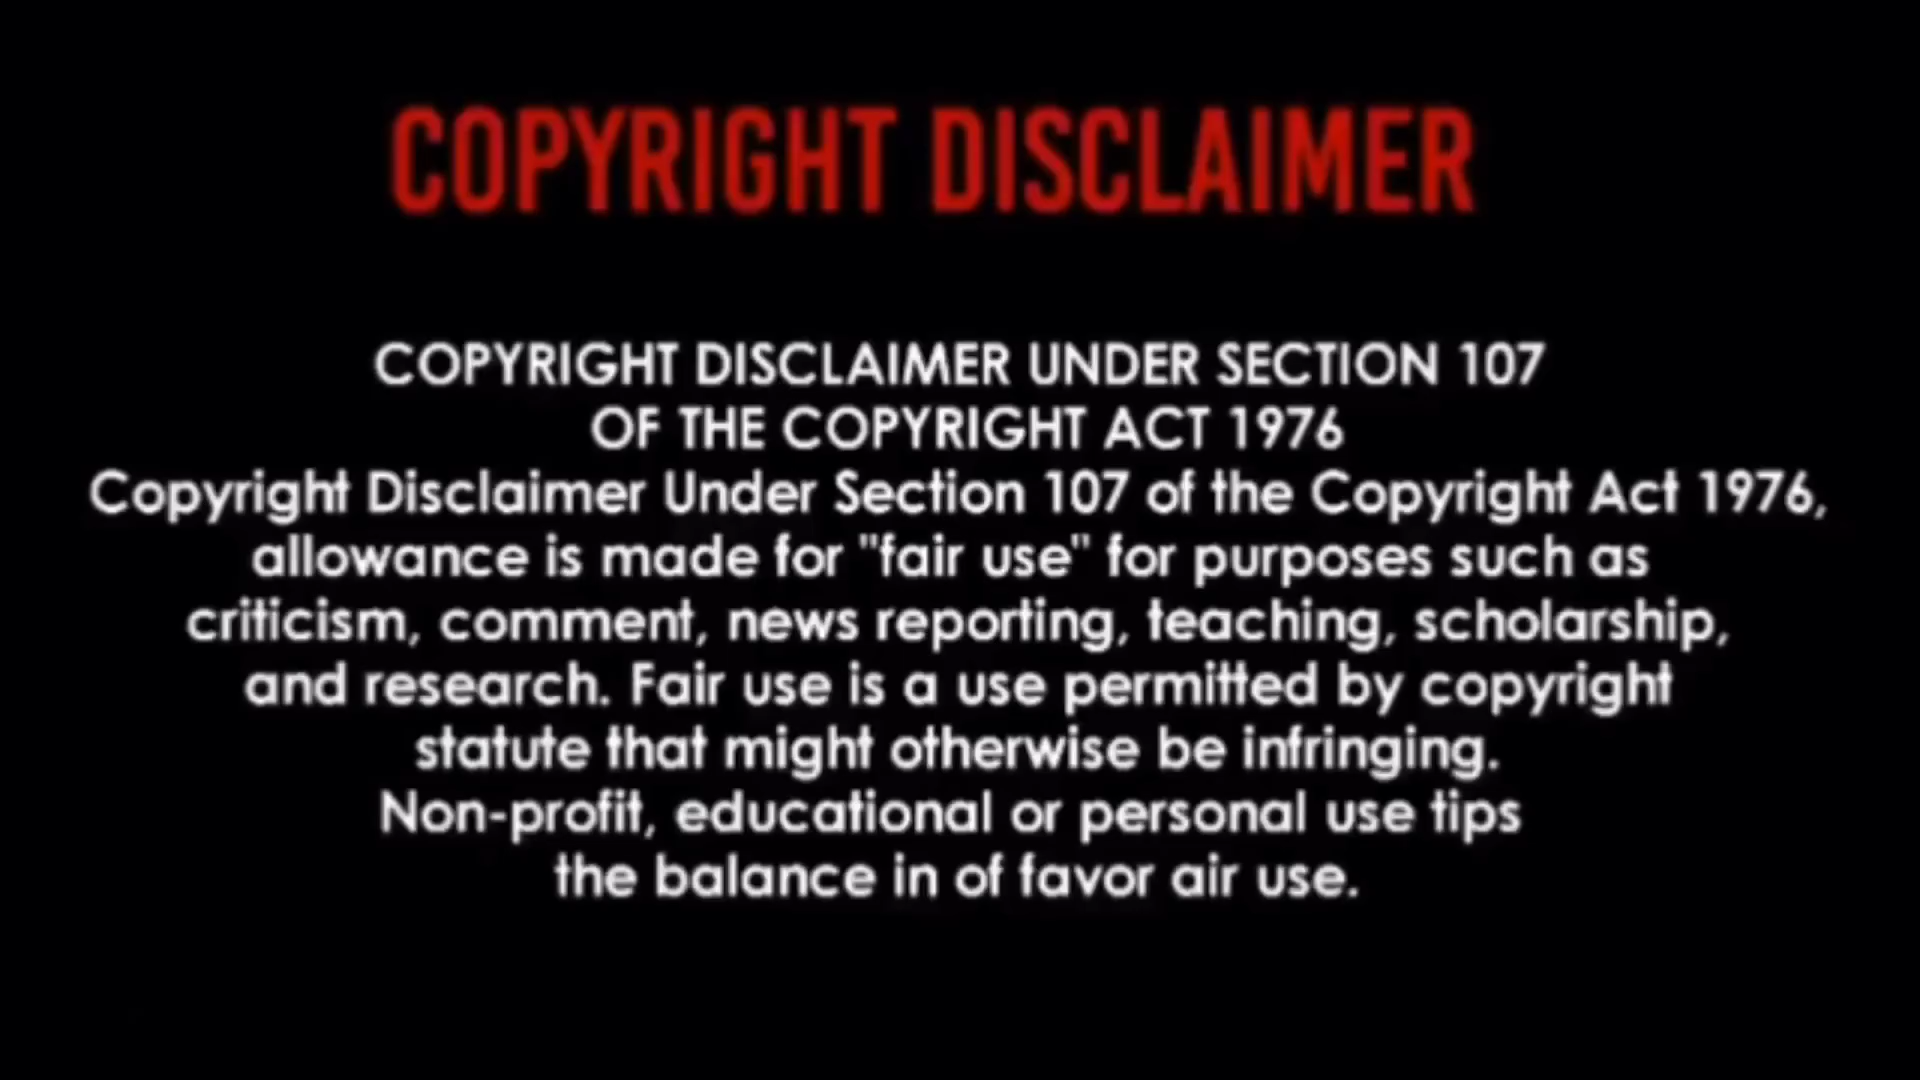 COPYRIGHT DISCLAIMER
COPYRIGHT DISCLAIMER UNDER SECTION 107
OF THE COPYRIGHT ACT 1976
Copyright Disclaimer Under Section 107 of the Copyright Act 1976,
allowance is made for "fair use" for purposes such as
criticism, comment, news reporting, teaching, scholarship,
and research. Fair use is a use permitted by copyright
statute that might otherwise be infringing.
Non-profit, educational or personal use tips
the balance in of favor air use.